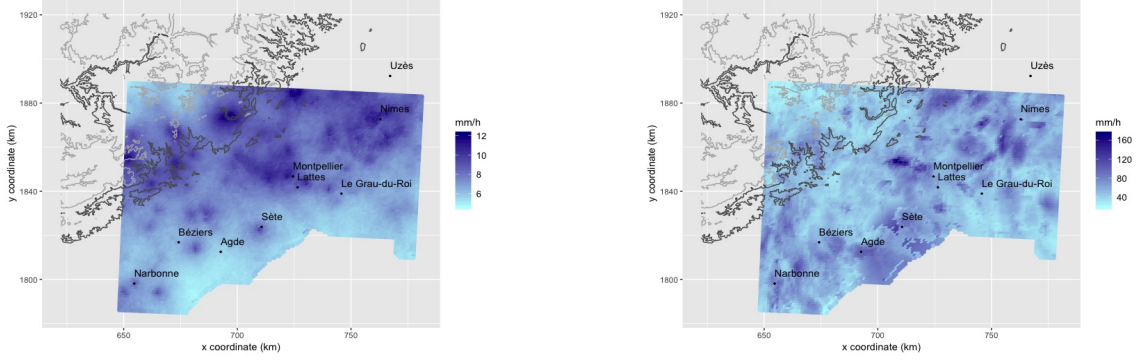 1920
1880
1840
1800
y coordinate (km)
650
700
750
x coordinate (km)
Uzès
Nimes
Montpellier
Lattes
Le Grau-du-Roi
Sète
Béziers
Agde
Narbonne
mm/h
12
10
8
6
1920
1880
1840
1800
y coordinate (km)
650
700
750
x coordinate (km)
Uzès
Nimes
Montpellier
Lattes
Le Grau-du-Roi
Sète
Béziers
Agde
Narbonne
mm/h
160
120
80
40